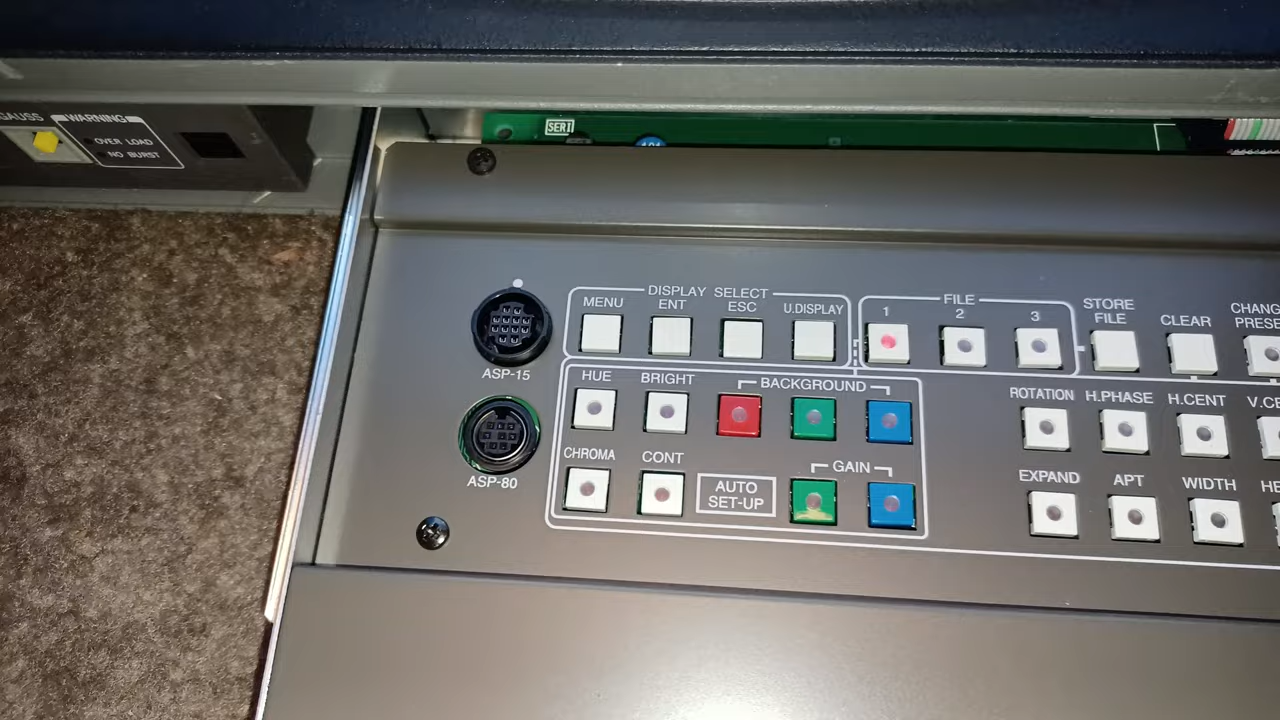 GAUSS
WARNING
OVER LOAD
NO BURST
SERI
ASP-15
ASP-80
MENU
DISPLAY
ENT
SELECT
ESC
U.DISPLAY
FILE
1
2
3
STORE
FILE
CLEAR
HUE
BRIGHT
BACKGROUND
CHROMA
CONT
AUTO
SET-UP
GAIN
ROTATION
H.PHASE
H.CENT
EXPAND
APT
WIDTH